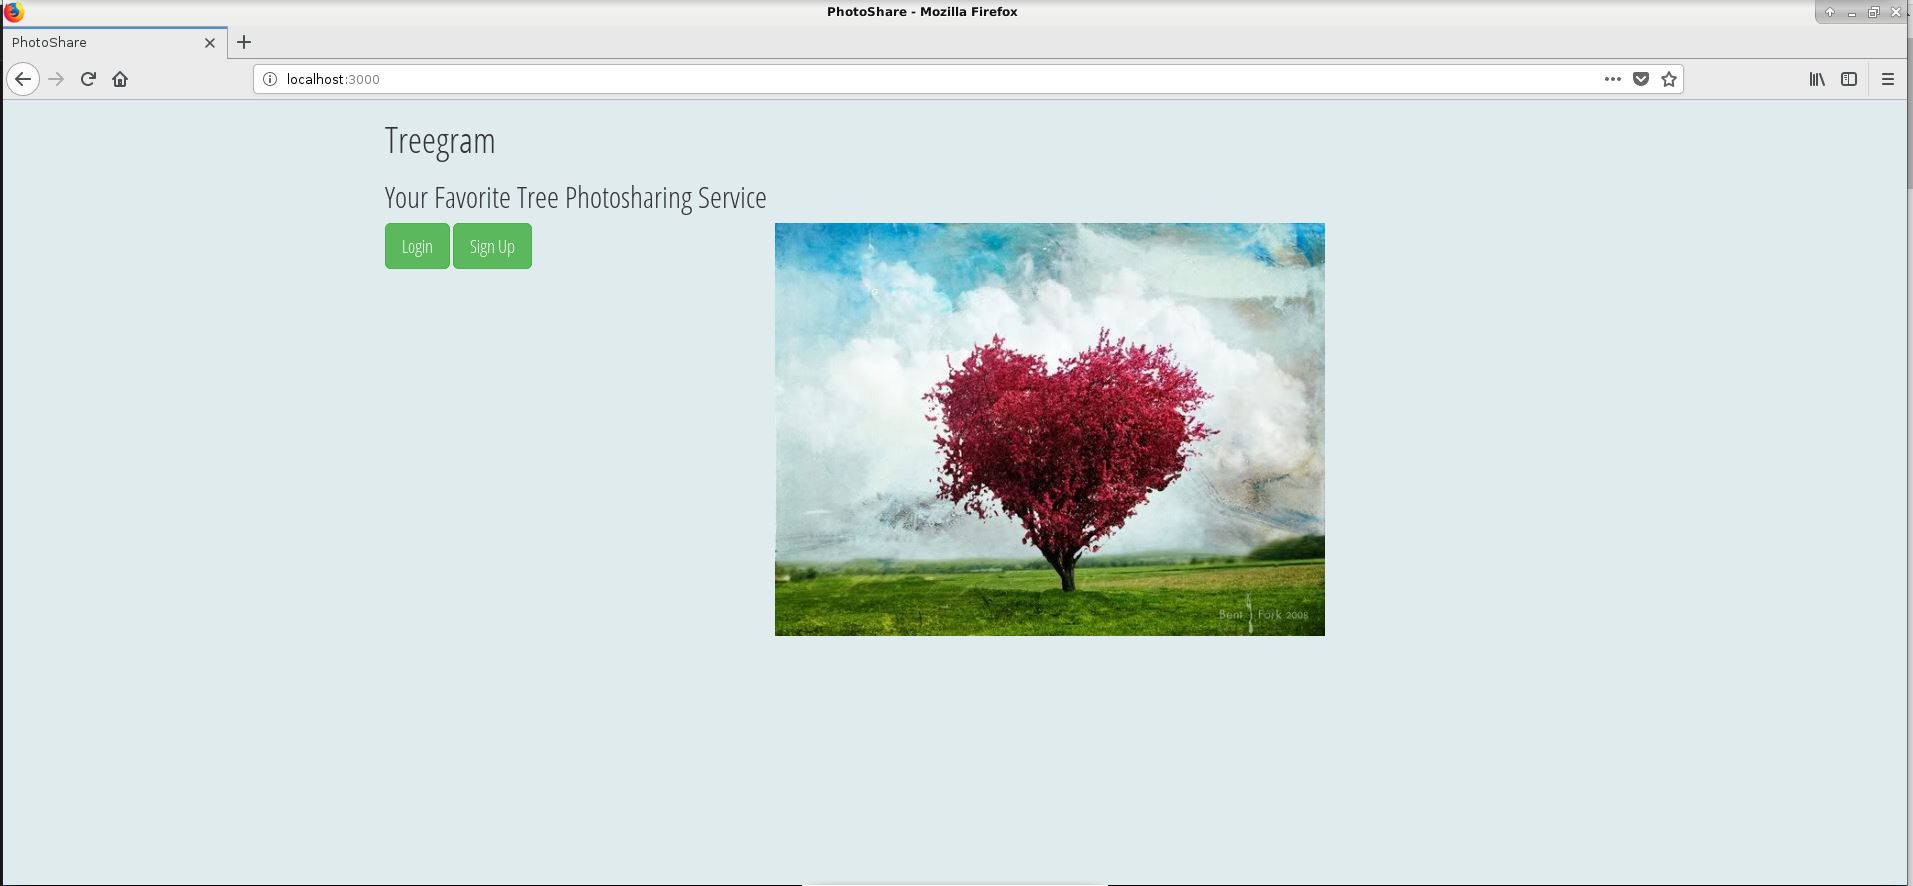 PhotoShare - Mozilla Firefox
PhotoShare
localhost:3000
Treegram
Your Favorite Tree Photosharing Service
Login Sign Up
Bent Fork 2008